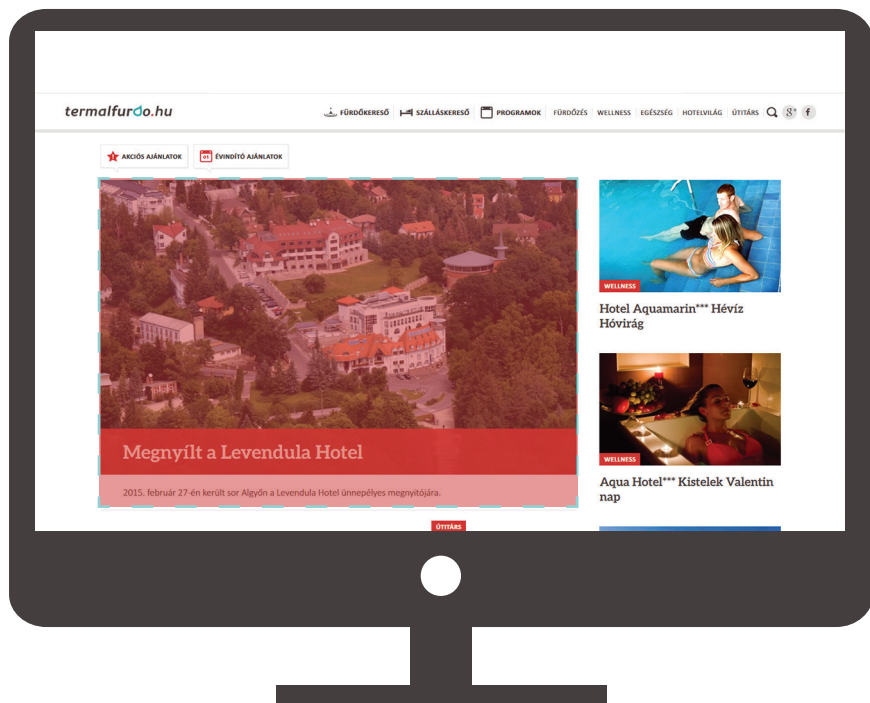 termalfurdo.hu
FÜRDŐKERESŐ SZÁLLÁSKERESŐ PROGRAMOK FÜRDŐZÉS WELLNESS EGÉSZSÉG HOTELVILÁG ÚTITÁRS g+ f
AKCIÓS AJÁNLATOK 01 ÉVINDÍTÓ AJÁNLATOK
Megnyílt a Levendula Hotel
2015. február 27-én került sor Algyőn a Levendula Hotel ünnepélyes megnyitójára.
ÚTITÁRS
WELLNESS
Hotel Aquamarin*** Hévíz
Hóvirág
WELLNESS
Aqua Hotel*** Kistelek Valentin
nap